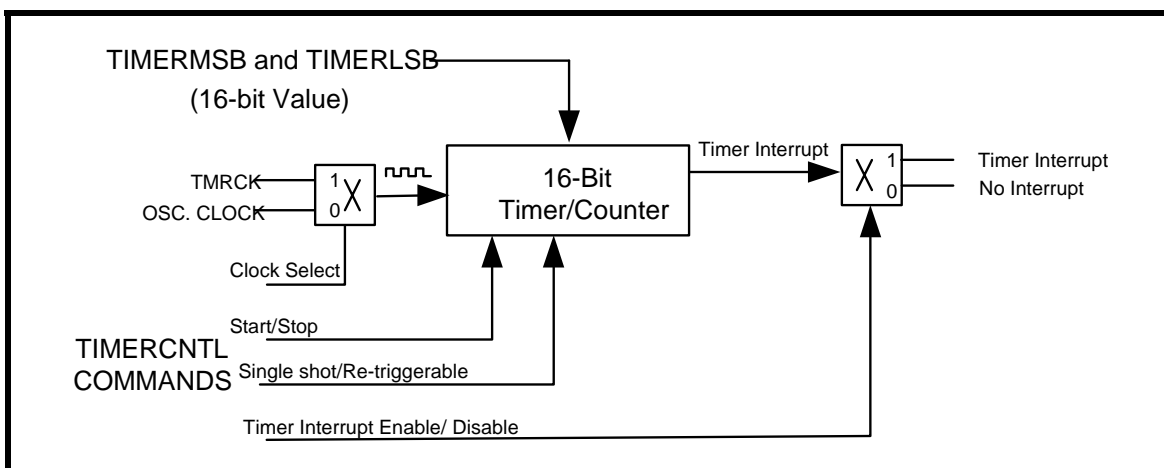 TIMERMSB and TIMERLSB
(16-bit Value)
Timer Interrupt
1
0
Timer Interrupt
No Interrupt
16-Bit
Timer/Counter
TMRCK
OSC. CLOCK
1
0
Clock Select
Start/Stop
TIMERCNTL
COMMANDS
Single shot/Re-triggerable
Timer Interrupt Enable/ Disable